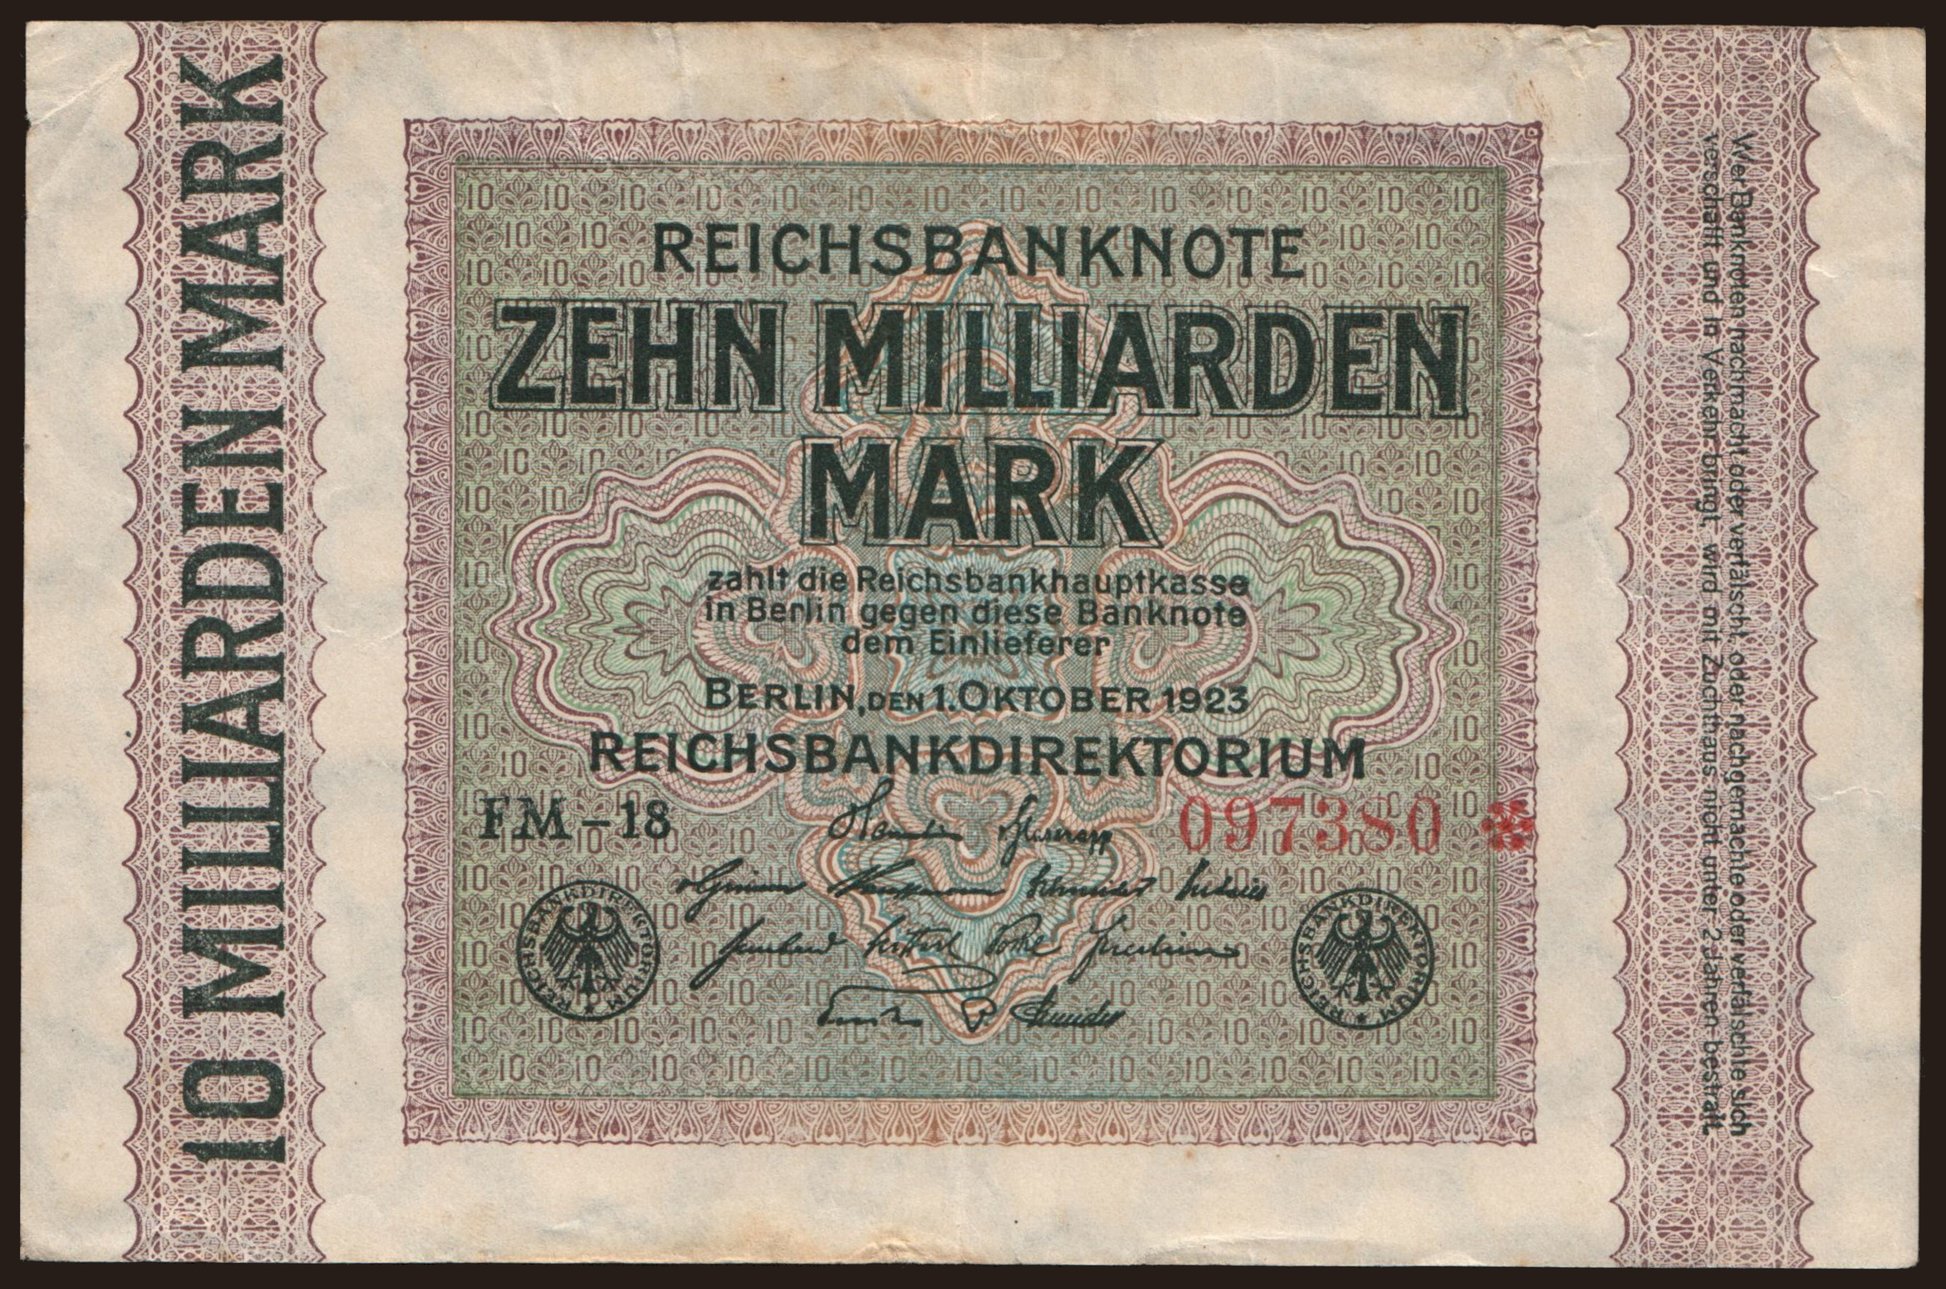 10 MILLIARDEN MARK
REICHSBANKNOTE
ZEHN MILLIARDEN
MARK
zahlt die Reichsbankhauptkasse
in Berlin gegen diese Banknote
dem Einlieferer
BERLIN, DEN 1. OKTOBER 1923
REICHSBANKDIREKTORIUM
FM-18
097380 *
REICHSBANKDIREKTORIUM
REICHSBANKDIREKTORIUM
Wer Banknoten nachmacht oder verfälscht, oder nachgemachte oder verfälschte sich
verschafft und in Verkehr bringt, wird mit Zuchthaus nicht unter 2 Jahren bestraft.